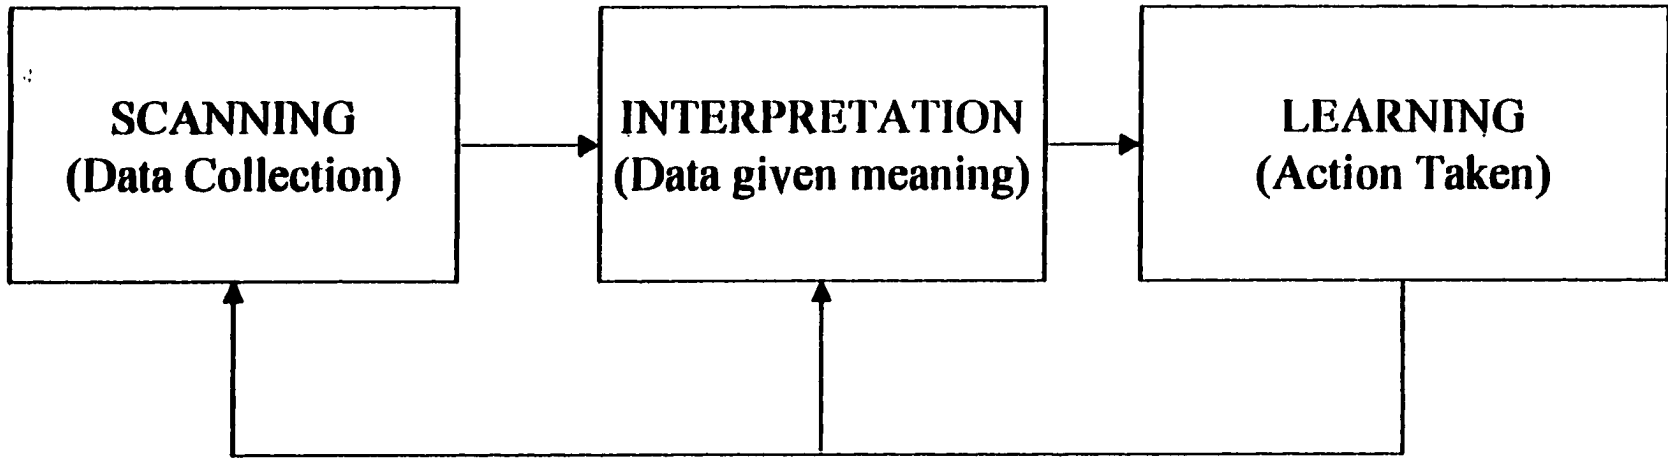 SCANNING
(Data Collection)
INTERPRETATION
(Data given meaning)
LEARNING
(Action Taken)